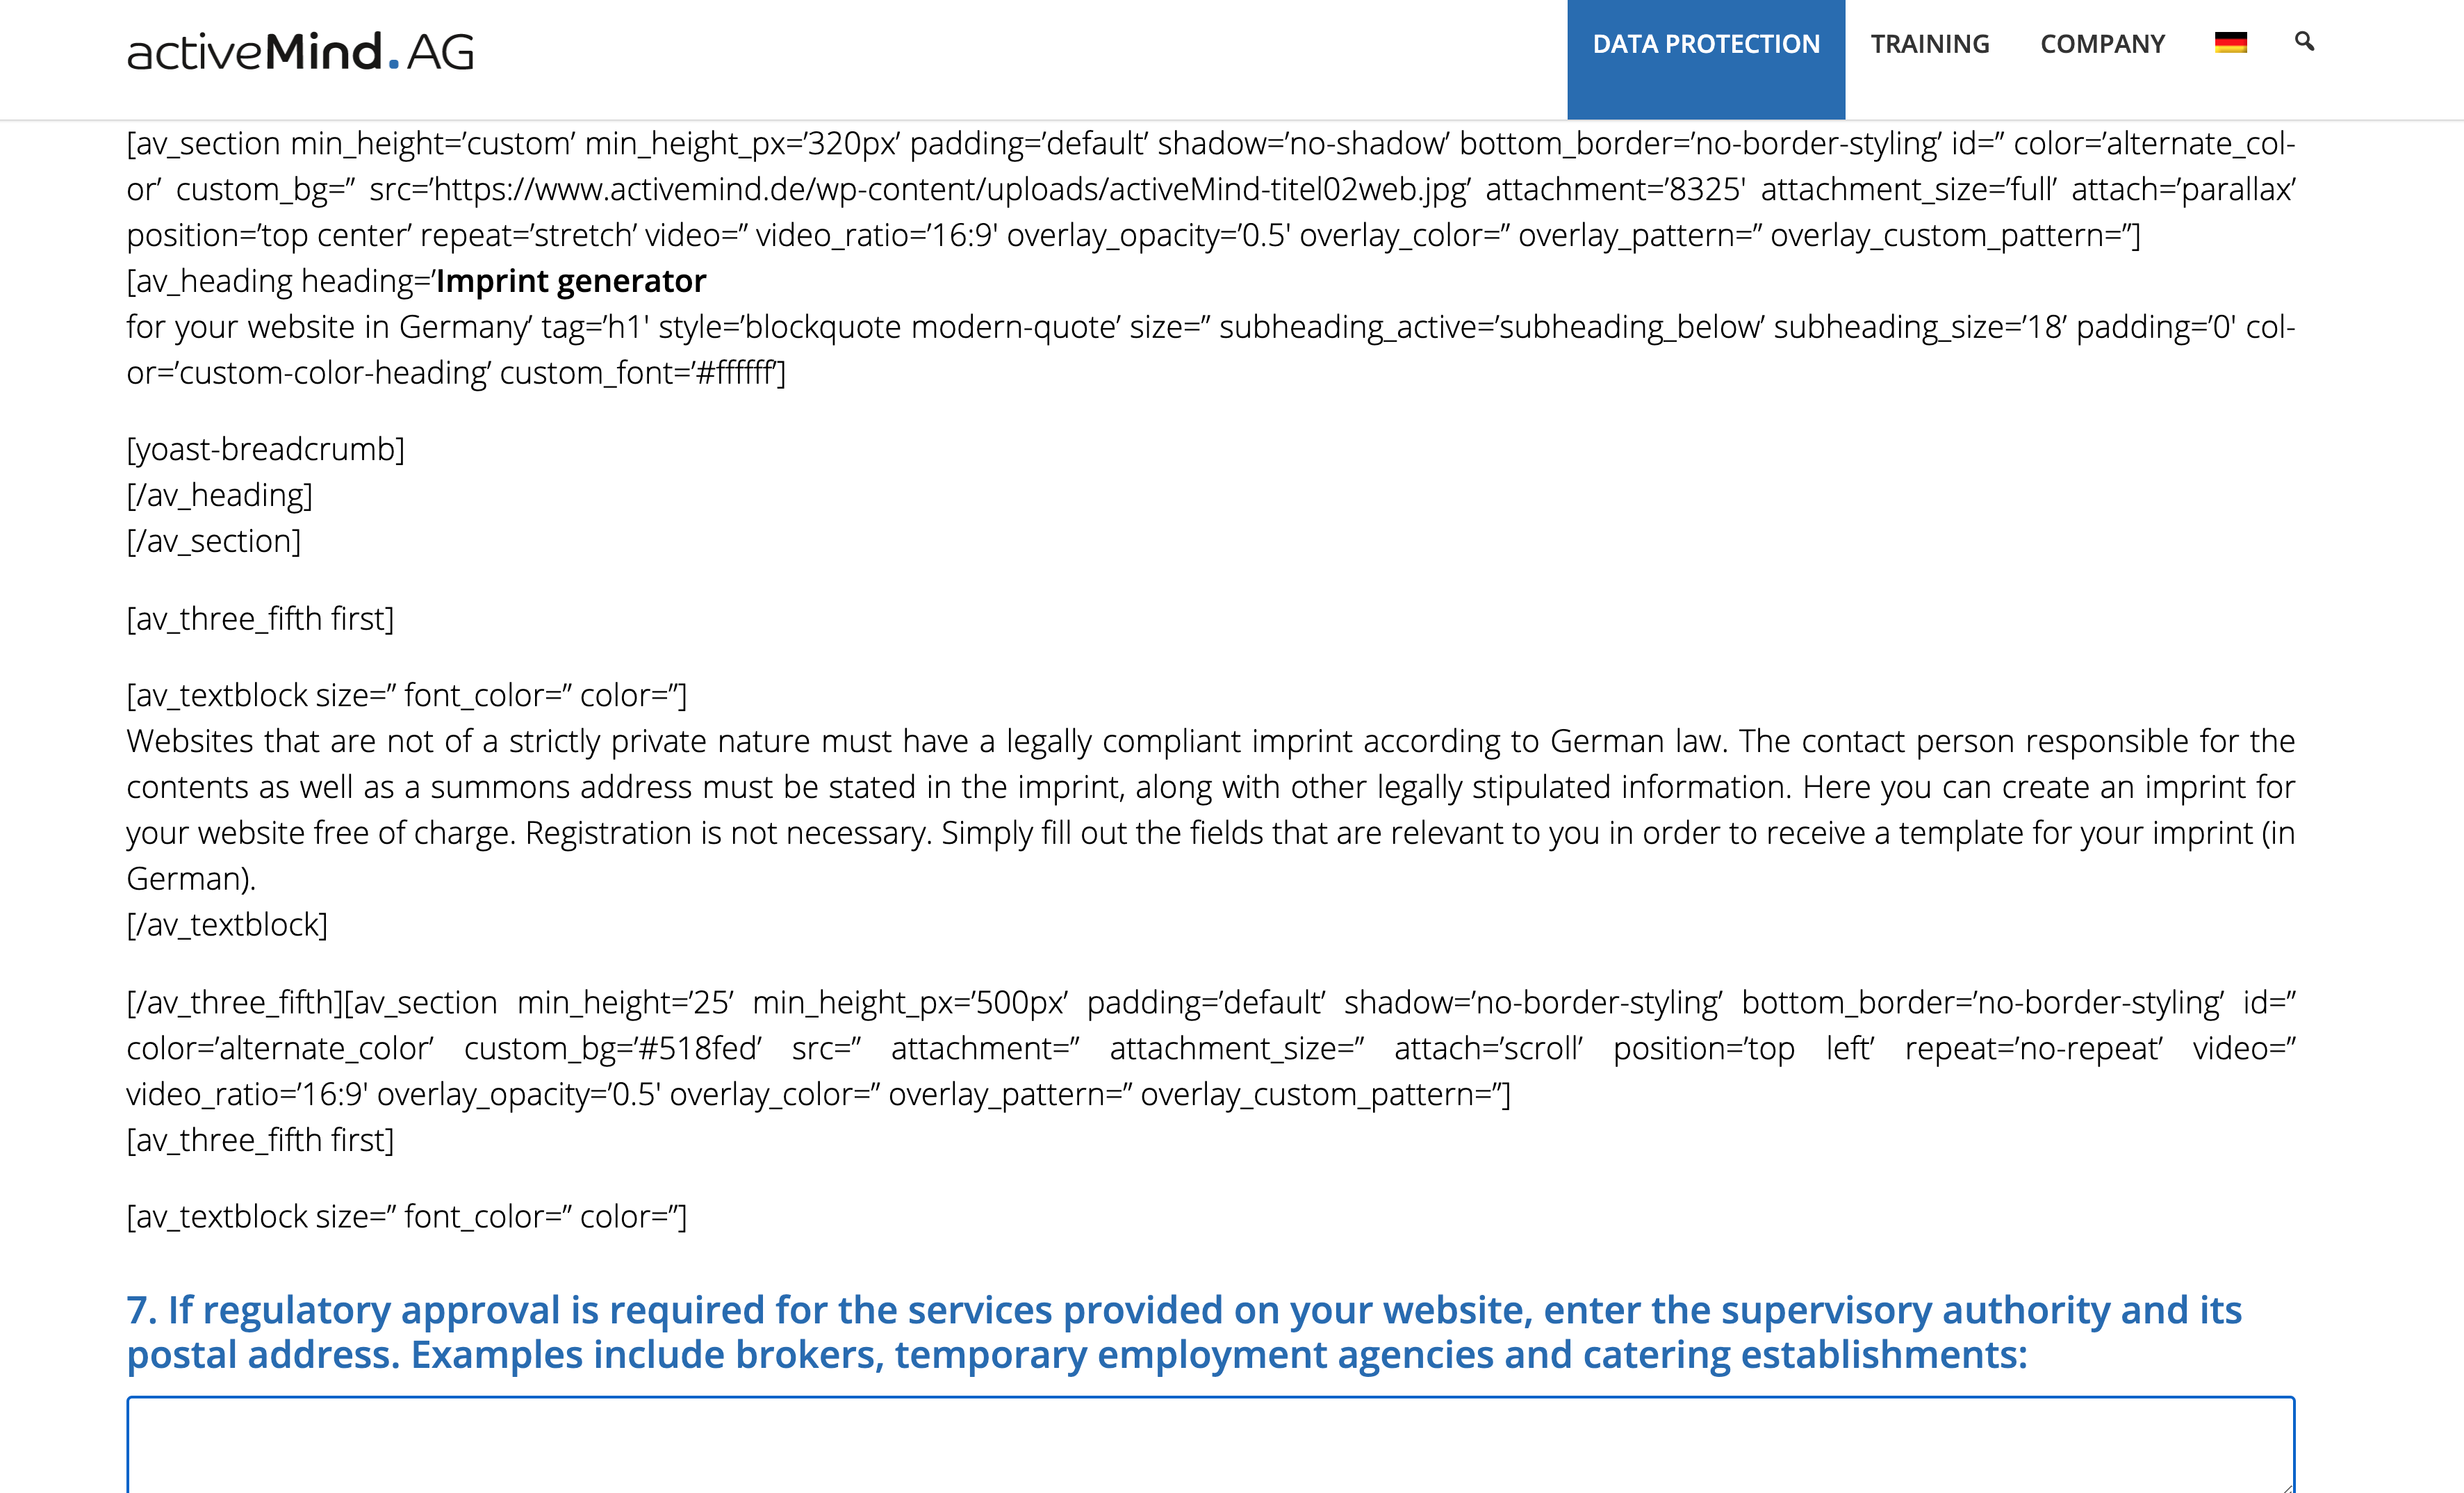 activeMind.AG
DATA PROTECTION TRAINING COMPANY
[av_section min_height=’custom’ min_height_px=’320px’ padding=’default’ shadow=’no-shadow’ bottom_border=’no-border-styling’ id=” color=’alternate_col-
or’ custom_bg=” src=’https://www.activemind.de/wp-content/uploads/activeMind-titel02web.jpg’ attachment=’8325' attachment_size=’full’ attach=’parallax’
position=’top center’ repeat=’stretch’ video=” video_ratio=’16:9' overlay_opacity=’0.5' overlay_color=” overlay_pattern=” overlay_custom_pattern=”]
[av_heading heading=’Imprint generator
for your website in Germany’ tag=’h1' style=’blockquote modern-quote’ size=” subheading_active=’subheading_below’ subheading_size=’18’ padding=’0' col-
or=’custom-color-heading’ custom_font=’#ffffff’]
[yoast-breadcrumb]
[/av_heading]
[/av_section]
[av_three_fifth first]
[av_textblock size=” font_color=” color=”]
Websites that are not of a strictly private nature must have a legally compliant imprint according to German law. The contact person responsible for the
contents as well as a summons address must be stated in the imprint, along with other legally stipulated information. Here you can create an imprint for
your website free of charge. Registration is not necessary. Simply fill out the fields that are relevant to you in order to receive a template for your imprint (in
German).
[/av_textblock]
[/av_three_fifth][av_section min_height=’25’ min_height_px=’500px’ padding=’default’ shadow=’no-border-styling’ bottom_border=’no-border-styling’ id=”
color=’alternate_color’ custom_bg=’#518fed’ src=” attachment=” attachment_size=” attach=’scroll’ position=’top left’ repeat=’no-repeat’ video=”
video_ratio=’16:9' overlay_opacity=’0.5' overlay_color=” overlay_pattern=” overlay_custom_pattern=”]
[av_three_fifth first]
[av_textblock size=” font_color=” color=”]
7. If regulatory approval is required for the services provided on your website, enter the supervisory authority and its
postal address. Examples include brokers, temporary employment agencies and catering establishments: